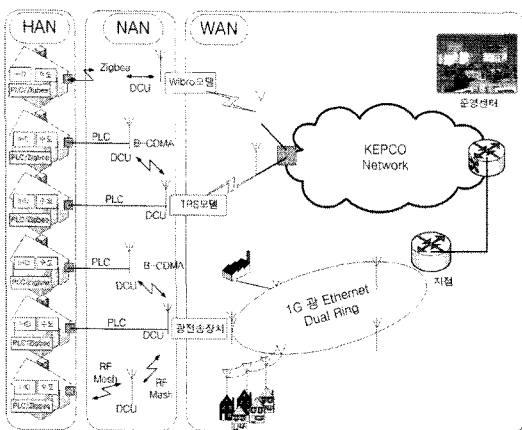 HAN
NAN
WAN
Zigbee
DCU
Wibro모뎀
운영센터
PLC/Zigbee
PLC
B-CDMA
DCU
KEPCO
Network
PLC/Zigbee
PLC
DCU
TRS모뎀
PLC/Zigbee
지점
PLC
B-CDMA
DCU
PLC/Zigbee
1G 광 Ethernet
Dual Ring
PLC
DCU
광전송장치
PLC/Zigbee
RF
Mesh
DCU
RF
Mesh
PLC/Zigbee